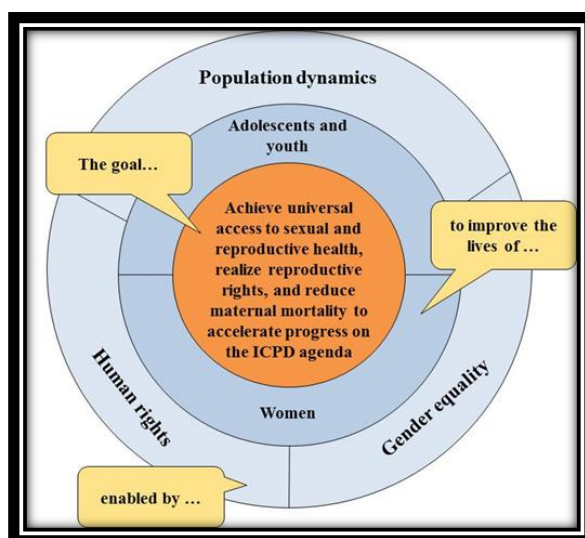 Population dynamics
Adolescents and
youth
The goal…
Achieve universal
access to sexual and
reproductive health,
realize reproductive
rights, and reduce
maternal mortality to
accelerate progress on
the ICPD agenda
to improve the
lives of …
Human rights
Women
Gender equality
enabled by …